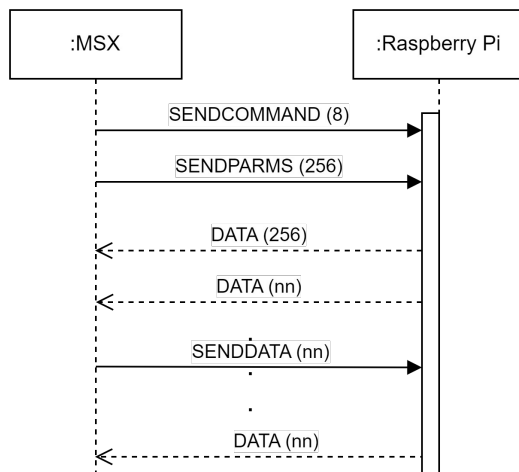 :MSX
:Raspberry Pi
SENDCOMMAND (8)
SENDPARMS (256)
DATA (256)
DATA (nn)
.
SENDDATA (nn)
.
.
DATA (nn)